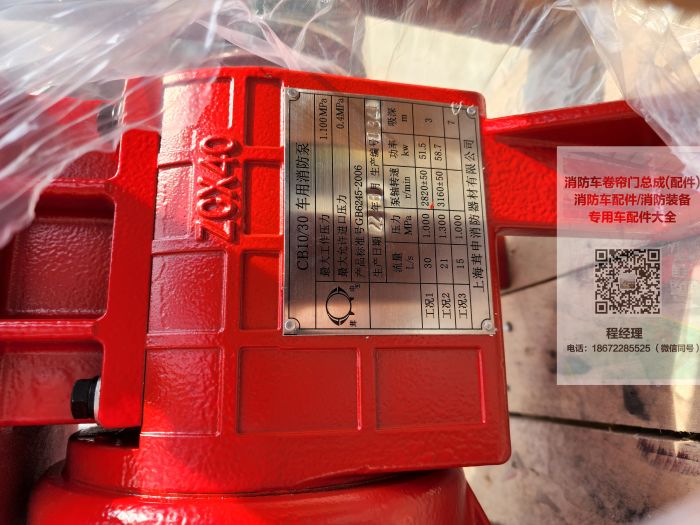 ZCX40
CB10/30 车用消防泵
最大工作压力 1.100MPa
最大允许进口压力 0.4MPa
产品标准号GB6245-2006
生产日期 生产编号
流量 压力 泵轴转速 功率 吸深
L/s MPa r/min kw m
工况1 30 1.0000 2820±50 51.5 3
工况2 21 1.3000 3160±50 58.7
工况3 15 1.000 7
上海茸申消防器材有限公司
茸申
消防车卷帘门总成(配件)
消防车配件/消防装备
专用车配件大全
程经理
电话：18672285525（微信同号）